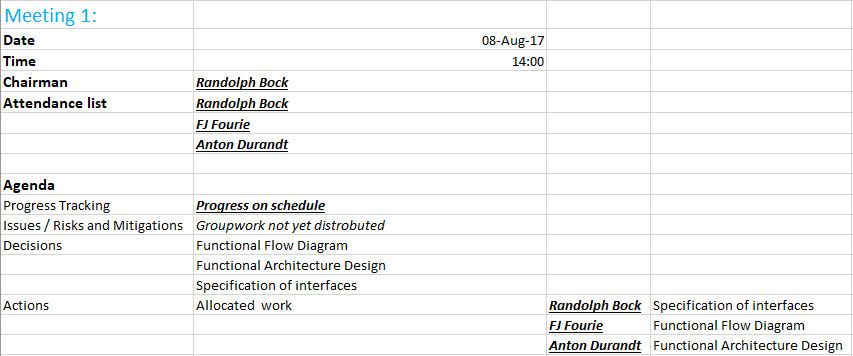 Meeting 1:
Date 08-Aug-17
Time 14:00
Chairman Randolph Bock
Attendance list Randolph Bock
FJ Fourie
Anton Durandt
Agenda
Progress Tracking Progress on schedule
Issues / Risks and Mitigations Groupwork not yet distrobuted
Decisions Functional Flow Diagram
Functional Architecture Design
Specification of interfaces
Actions Allocated work Randolph Bock Specification of interfaces
FJ Fourie Functional Flow Diagram
Anton Durandt Functional Architecture Design